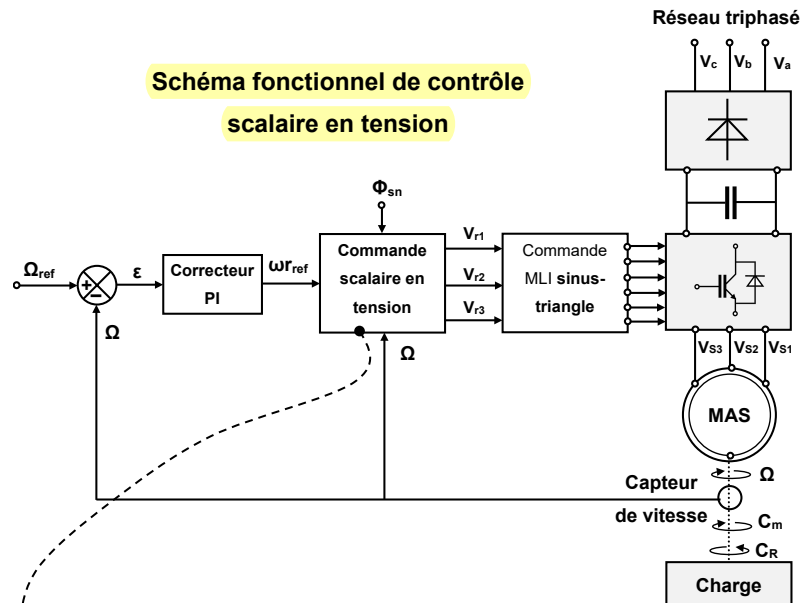 Réseau triphasé
Vc Vb Va
Schéma fonctionnel de contrôle
scalaire en tension
Φsn
Ωref
+
−
ε
Correcteur
PI
ωrref
Commande
scalaire en
tension
Vr1
Vr2
Vr3
Commande
MLI sinus-
triangle
Ω
Ω
VS3 VS2 VS1
MAS
Ω
Capteur
de vitesse
Cm
CR
Charge